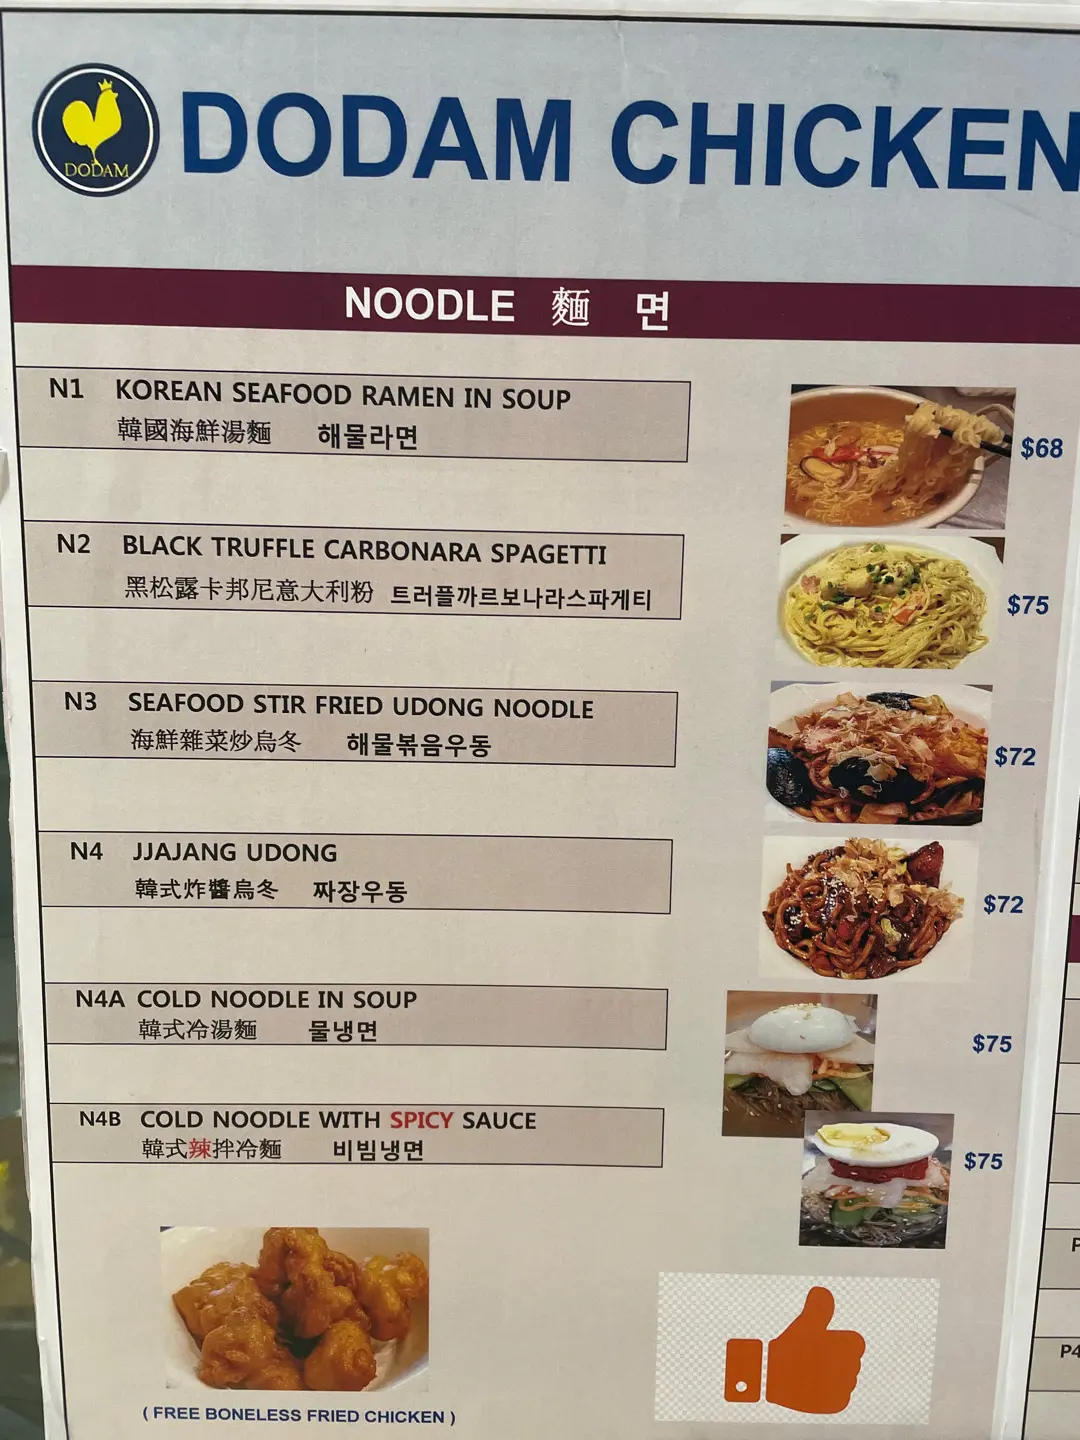 DODAM
DODAM CHICKEN
NOODLE 麵 면
N1 KOREAN SEAFOOD RAMEN IN SOUP
韓國海鮮湯麵 해물라면
$68
N2 BLACK TRUFFLE CARBONARA SPAGETTI
黑松露卡邦尼意大利粉 트러플까르보나라스파게티
$75
N3 SEAFOOD STIR FRIED UDONG NOODLE
海鮮雜菜炒烏冬 해물볶음우동
$72
N4 JJAJANG UDONG
韓式炸醬烏冬 짜장우동
$72
N4A COLD NOODLE IN SOUP
韓式冷湯麵 물냉면
$75
N4B COLD NOODLE WITH SPICY SAUCE
韓式辣拌冷麵 비빔냉면
$75
( FREE BONELESS FRIED CHICKEN )
P4